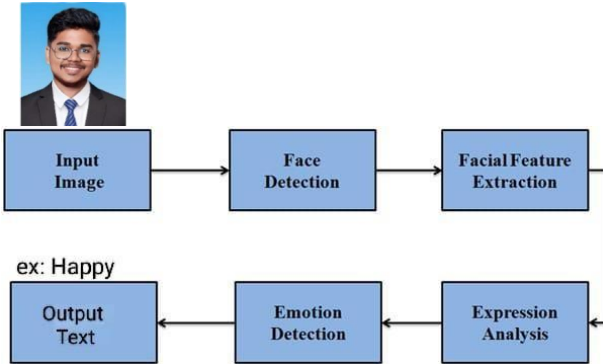 Input
Image
Face
Detection
Facial Feature
Extraction
ex: Happy
Output
Text
Emotion
Detection
Expression
Analysis